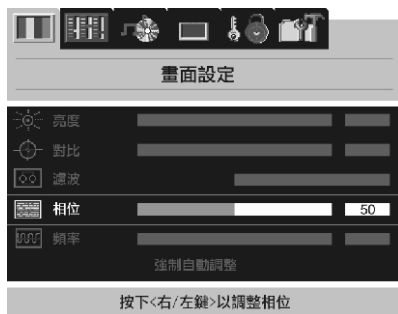 畫面設定
亮度
對比
濾波
相位 50
頻率
強制自動調整
按下<右/左鍵>以調整相位